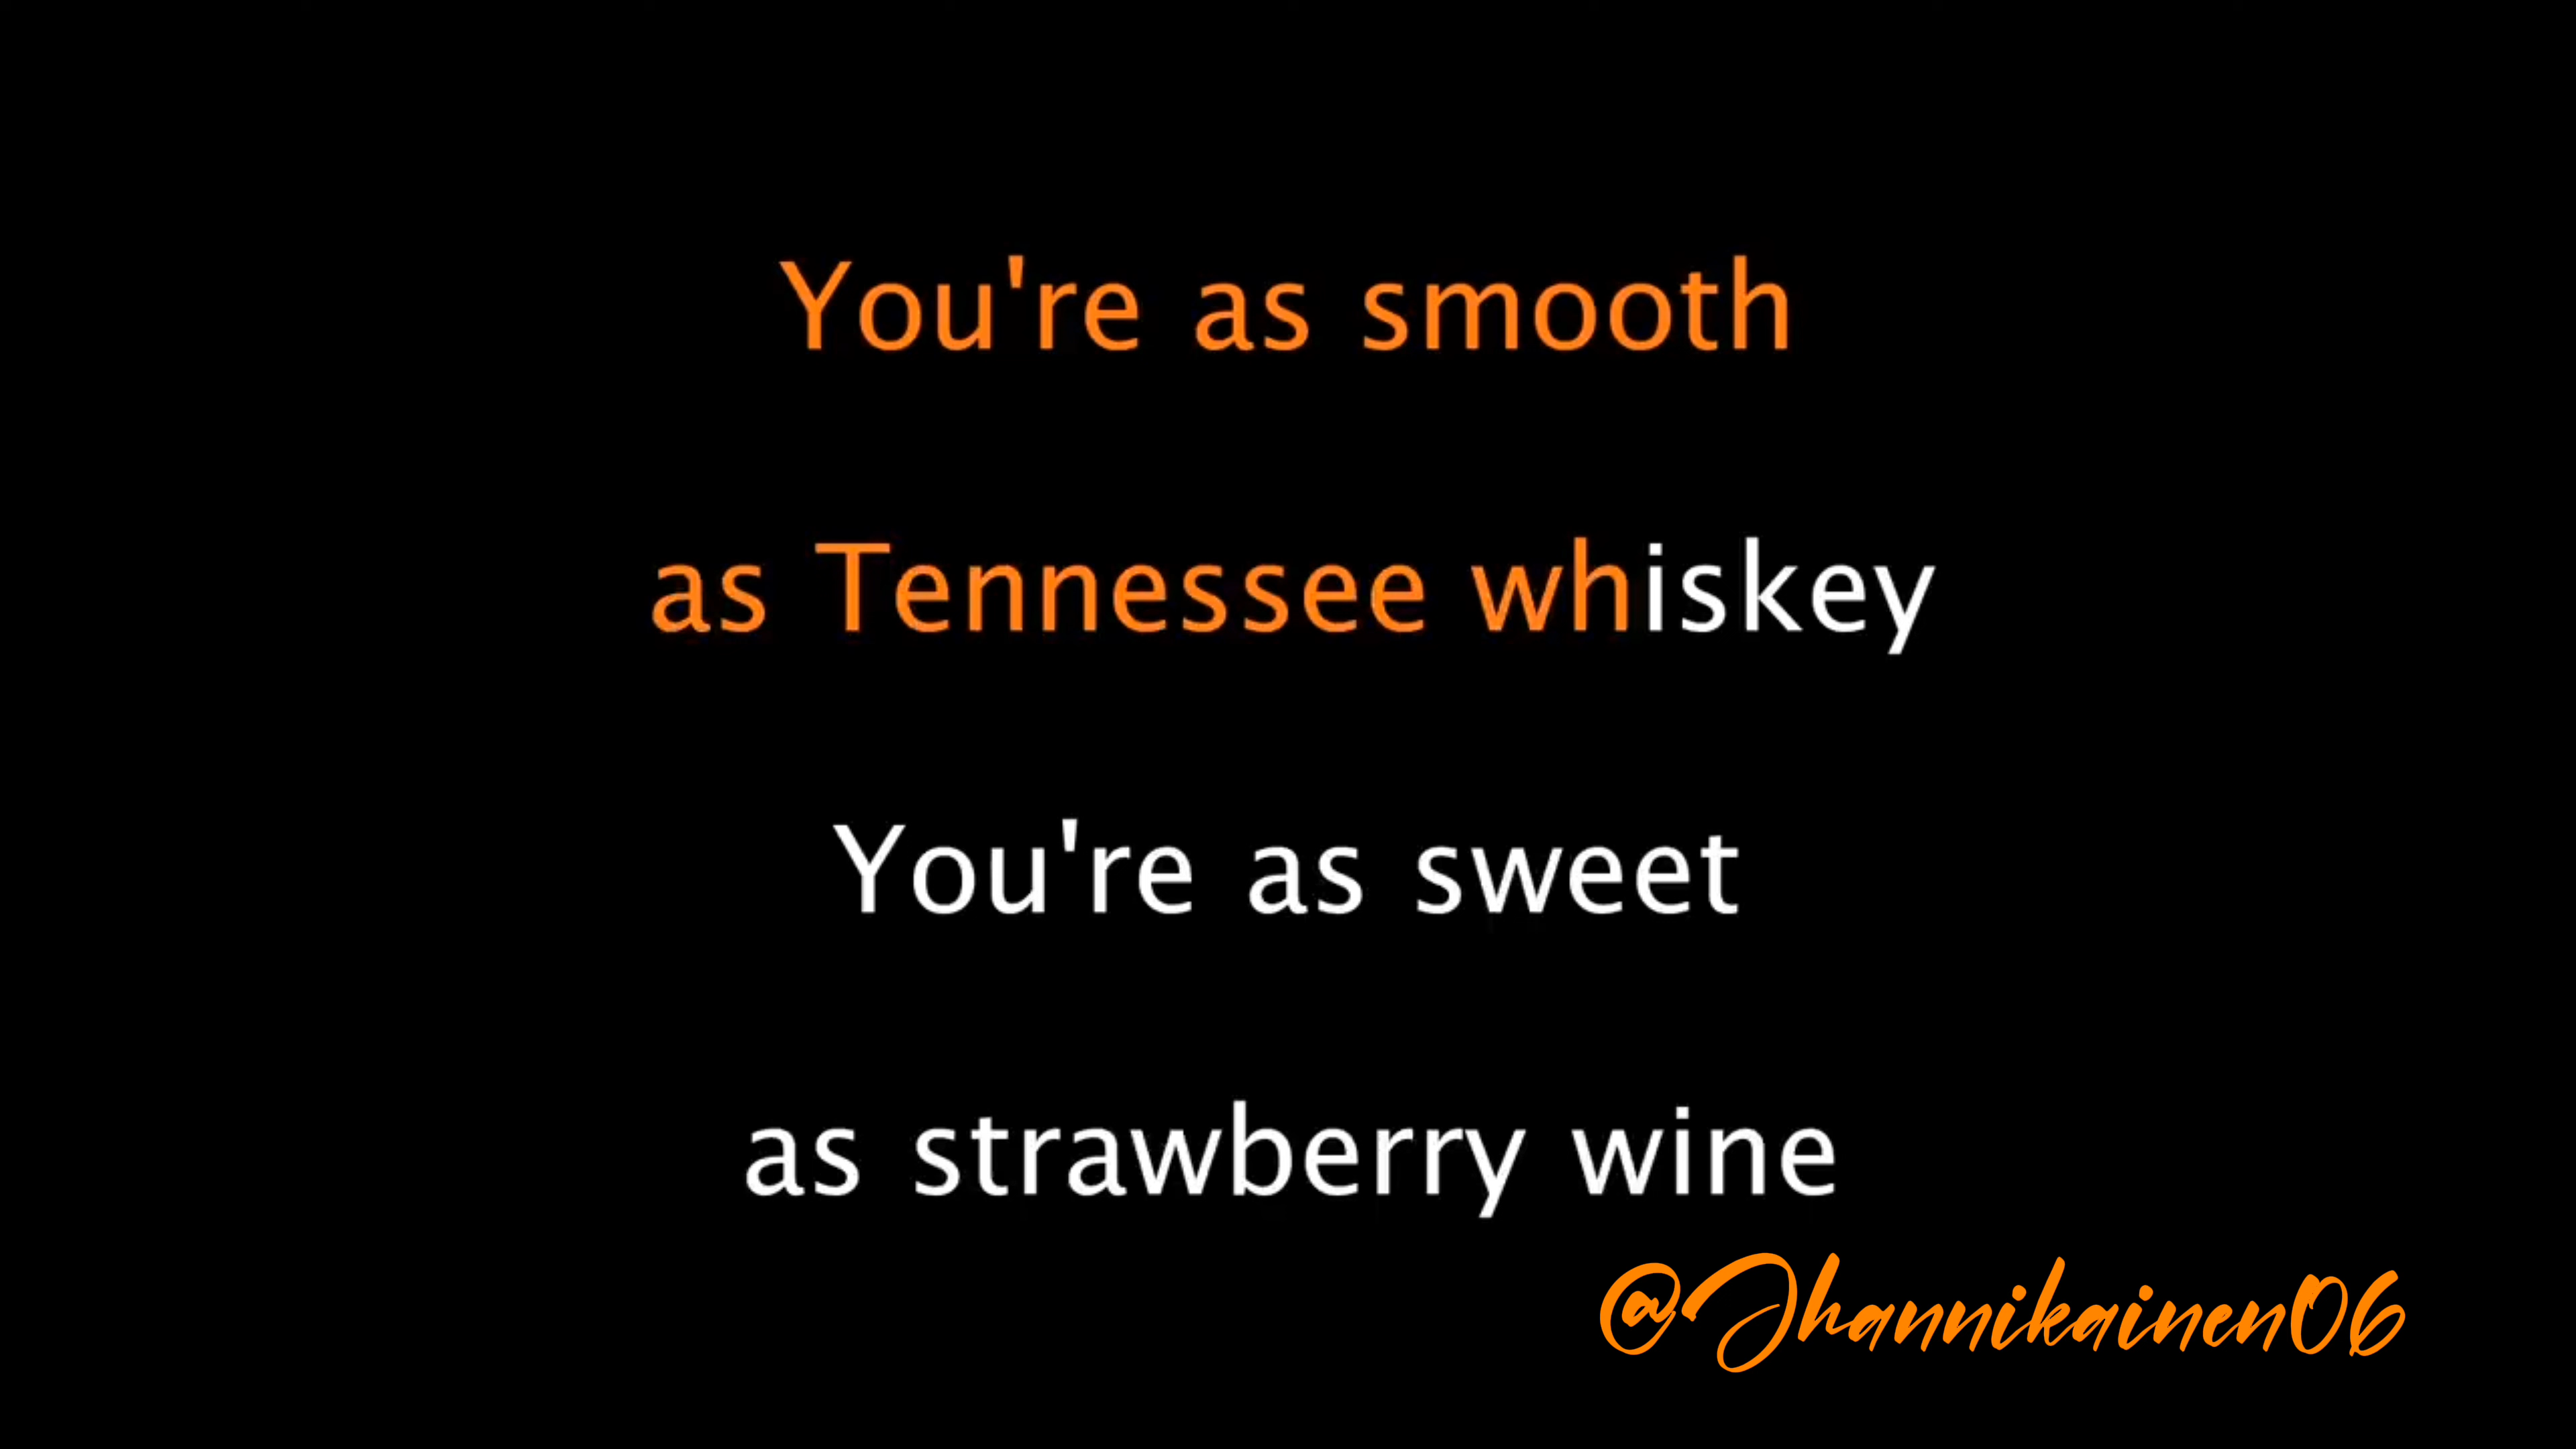 You're as smooth
as Tennessee whiskey
You're as sweet
as strawberry wine
@Jhannikainen06